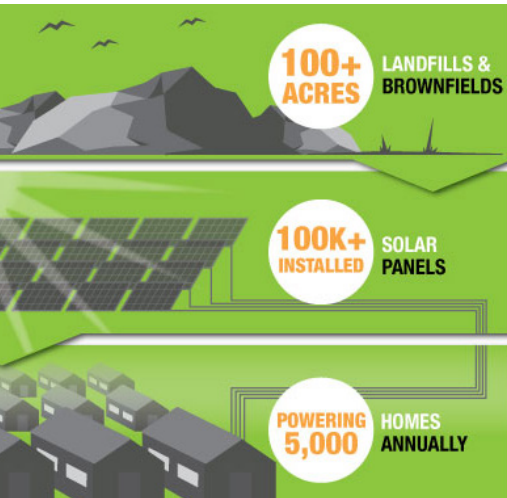 100+
ACRES
LANDFILLS &
BROWNFIELDS
100K+
INSTALLED
SOLAR
PANELS
POWERING
5,000
HOMES
ANNUALLY